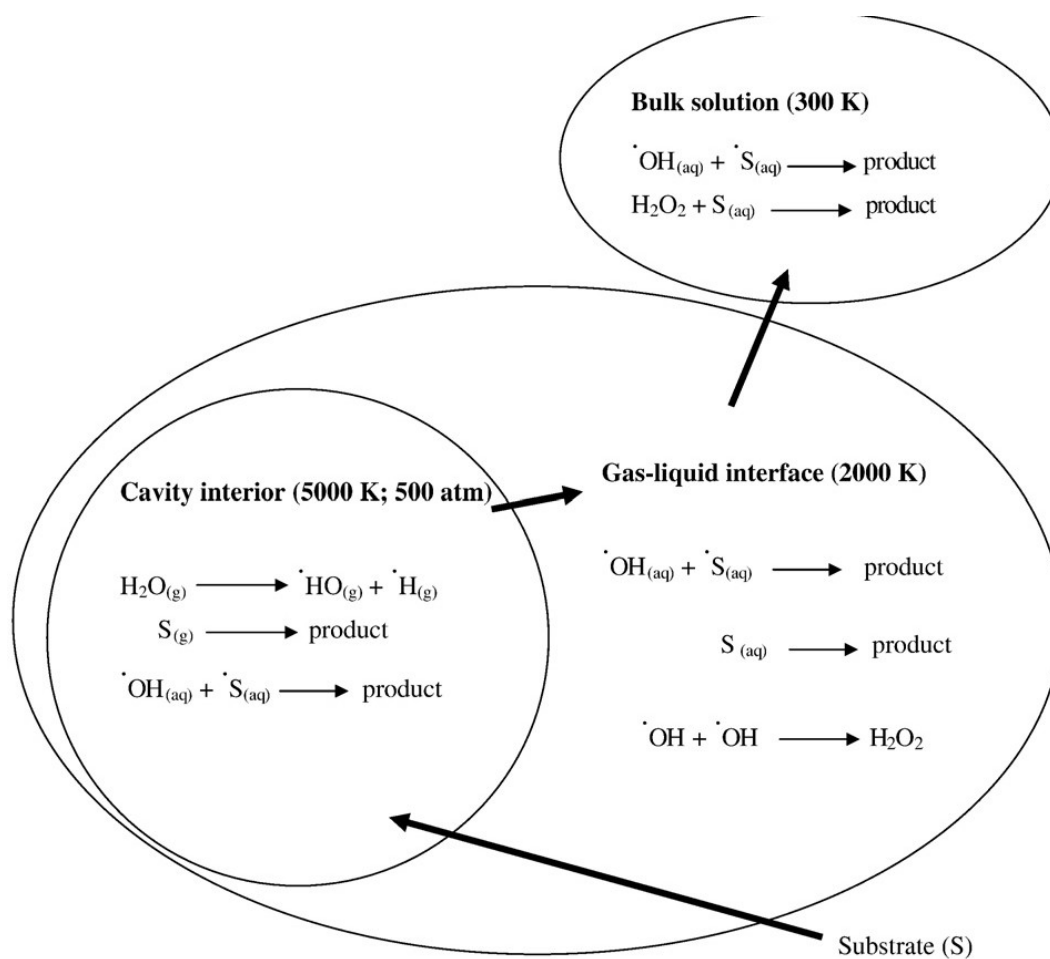 Bulk solution (300 K)
˙OH(aq) + ˙S(aq) ⟶ product
H₂O₂ + S (aq) ⟶ product
Gas-liquid interface (2000 K)
˙OH(aq) + ˙S(aq) ⟶ product
S (aq) ⟶ product
˙OH + ˙OH ⟶ H₂O₂
Cavity interior (5000 K; 500 atm)
H₂O(g) ⟶ ˙HO(g) + ˙H(g)
S(g) ⟶ product
˙OH(aq) + ˙S(aq) ⟶ product
Substrate (S)